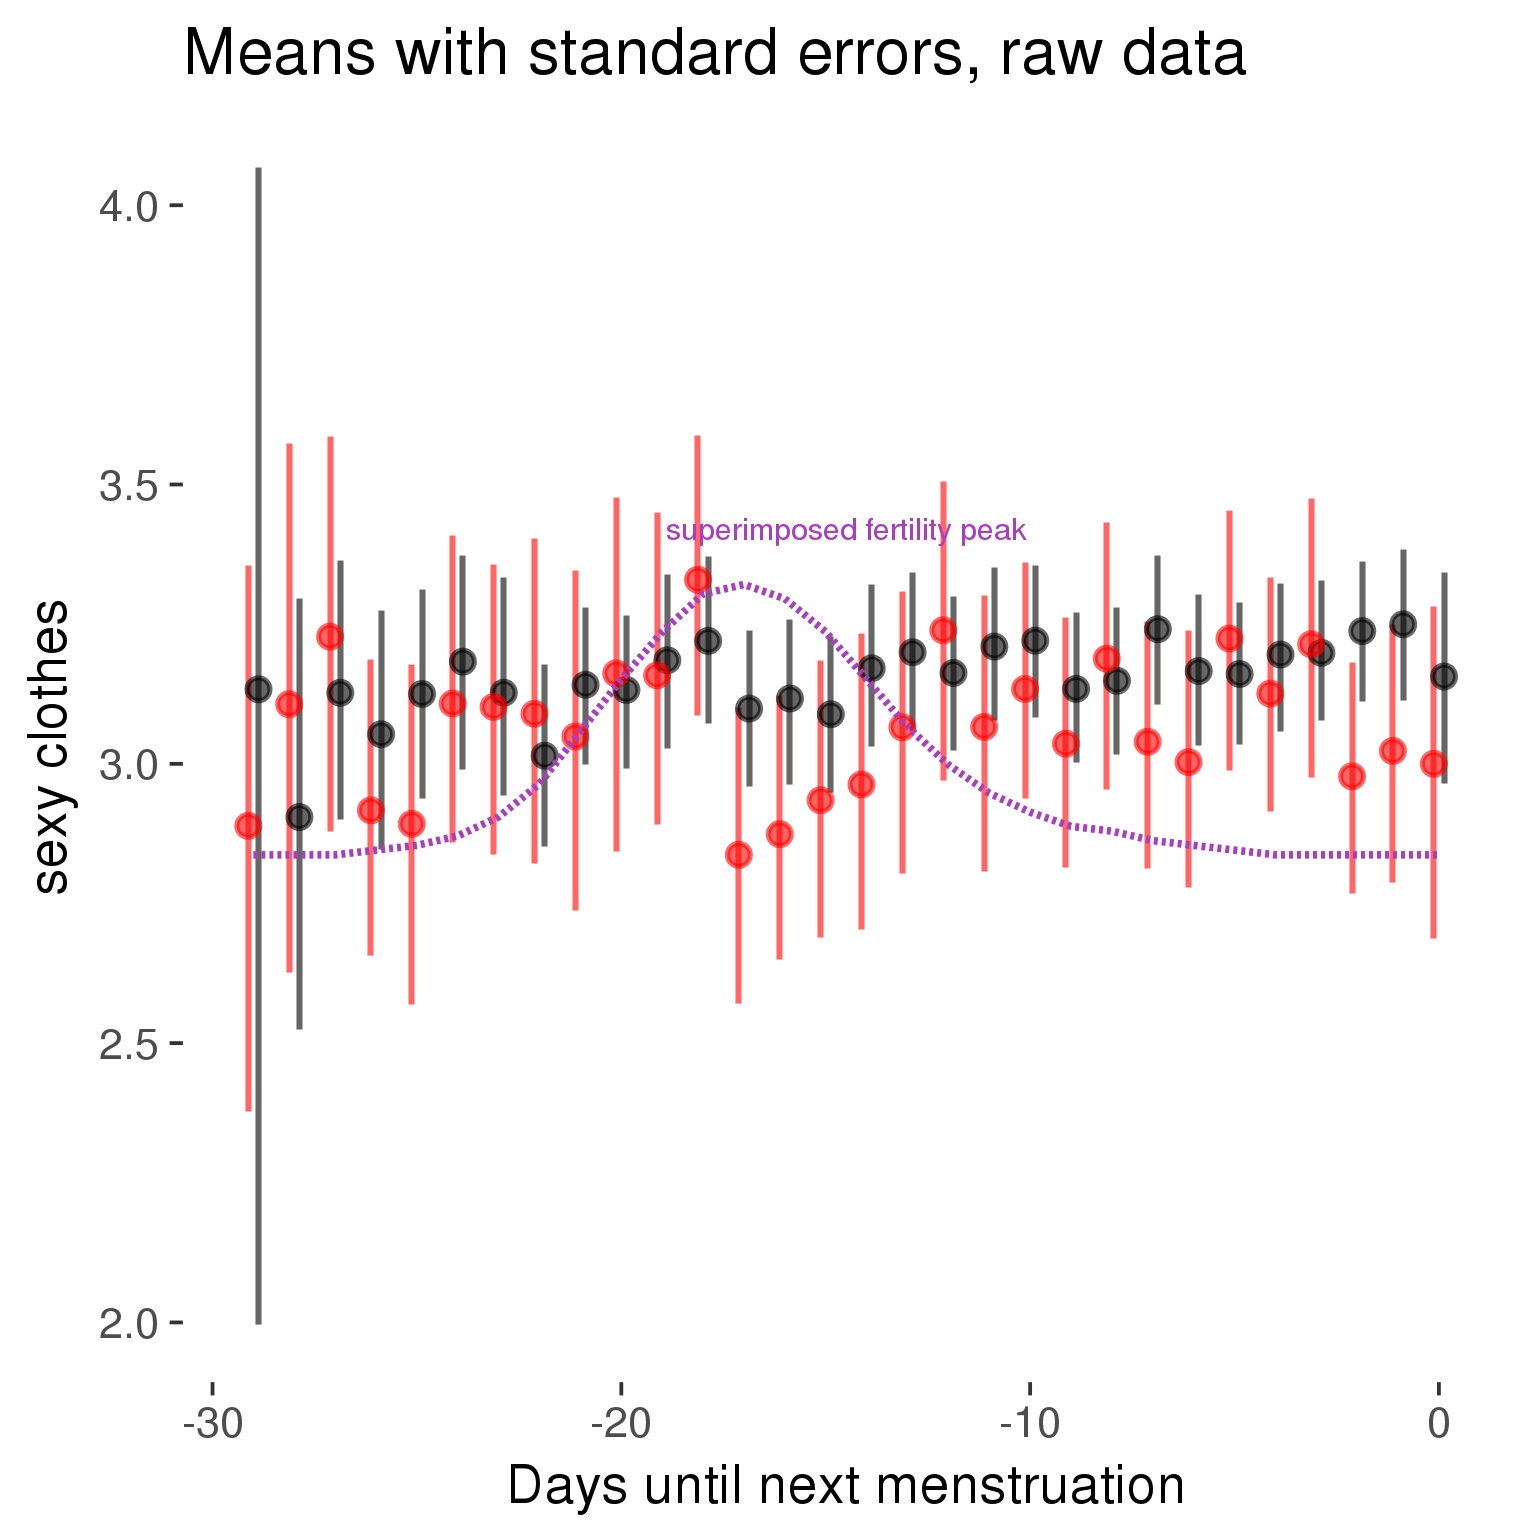 Means with standard errors, raw data
4.0
3.5
superimposed fertility peak
3.0
2.5
2.0
sexy clothes
-30
-20
-10
0
Days until next menstruation